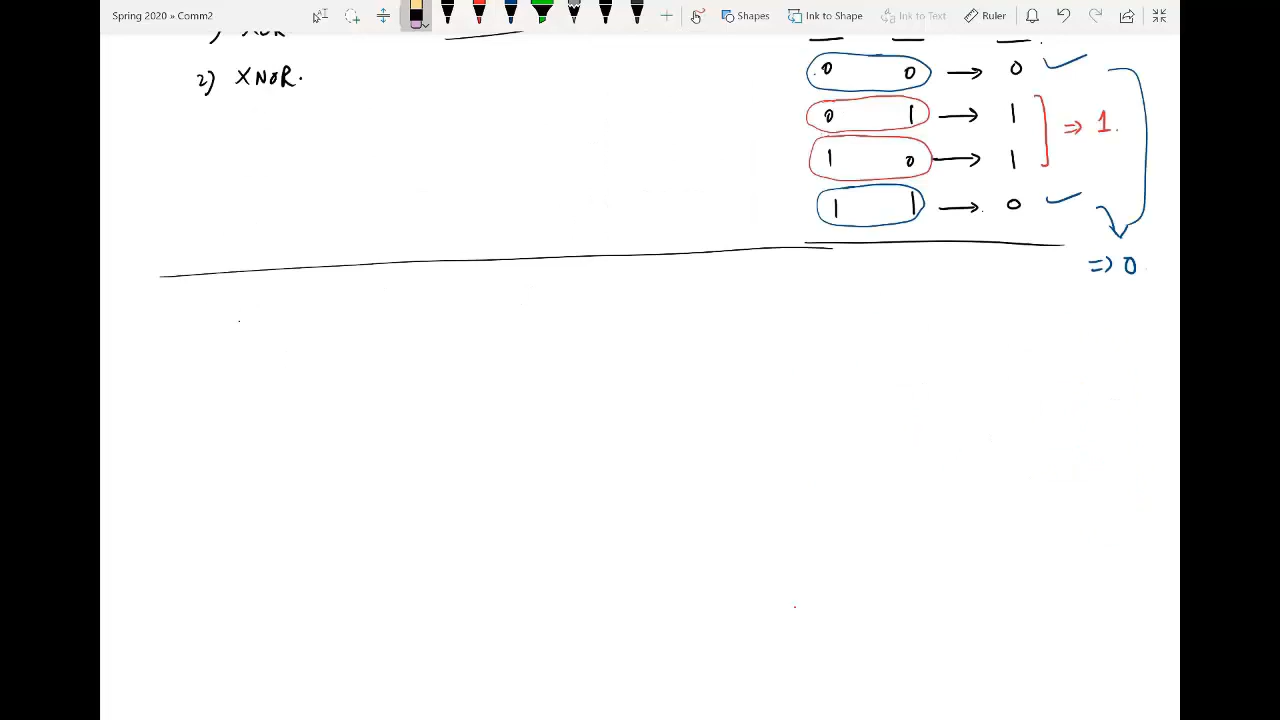 Spring 2020 » Comm2
Shapes
Ink to Shape
Ink to Text
Ruler
XOR.
2) XNOR.
0 0 → 0
0 1 → 1
1 0 → 1
1 1 → 0
⇒ 1.
⇒ 0